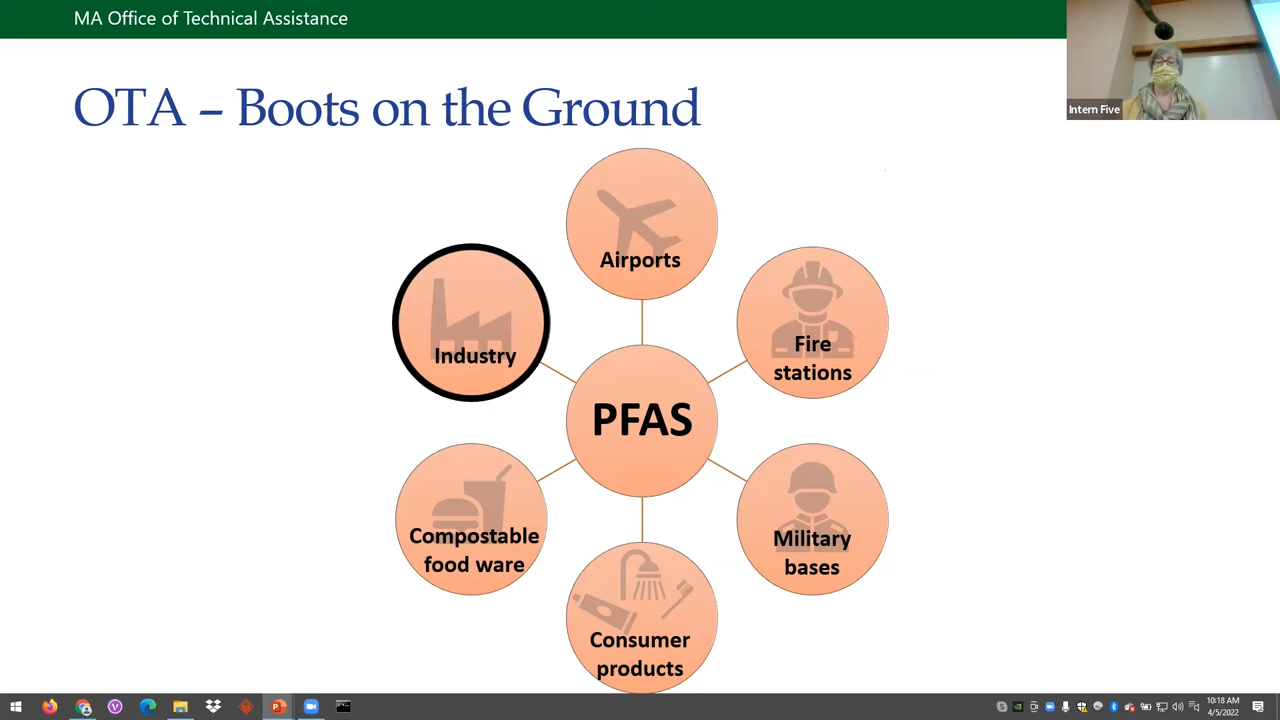 MA Office of Technical Assistance
OTA – Boots on the Ground
Intern Five
Airports
Industry
Fire
stations
PFAS
Compostable
food ware
Military
bases
Consumer
products
10:18 AM
4/5/2022